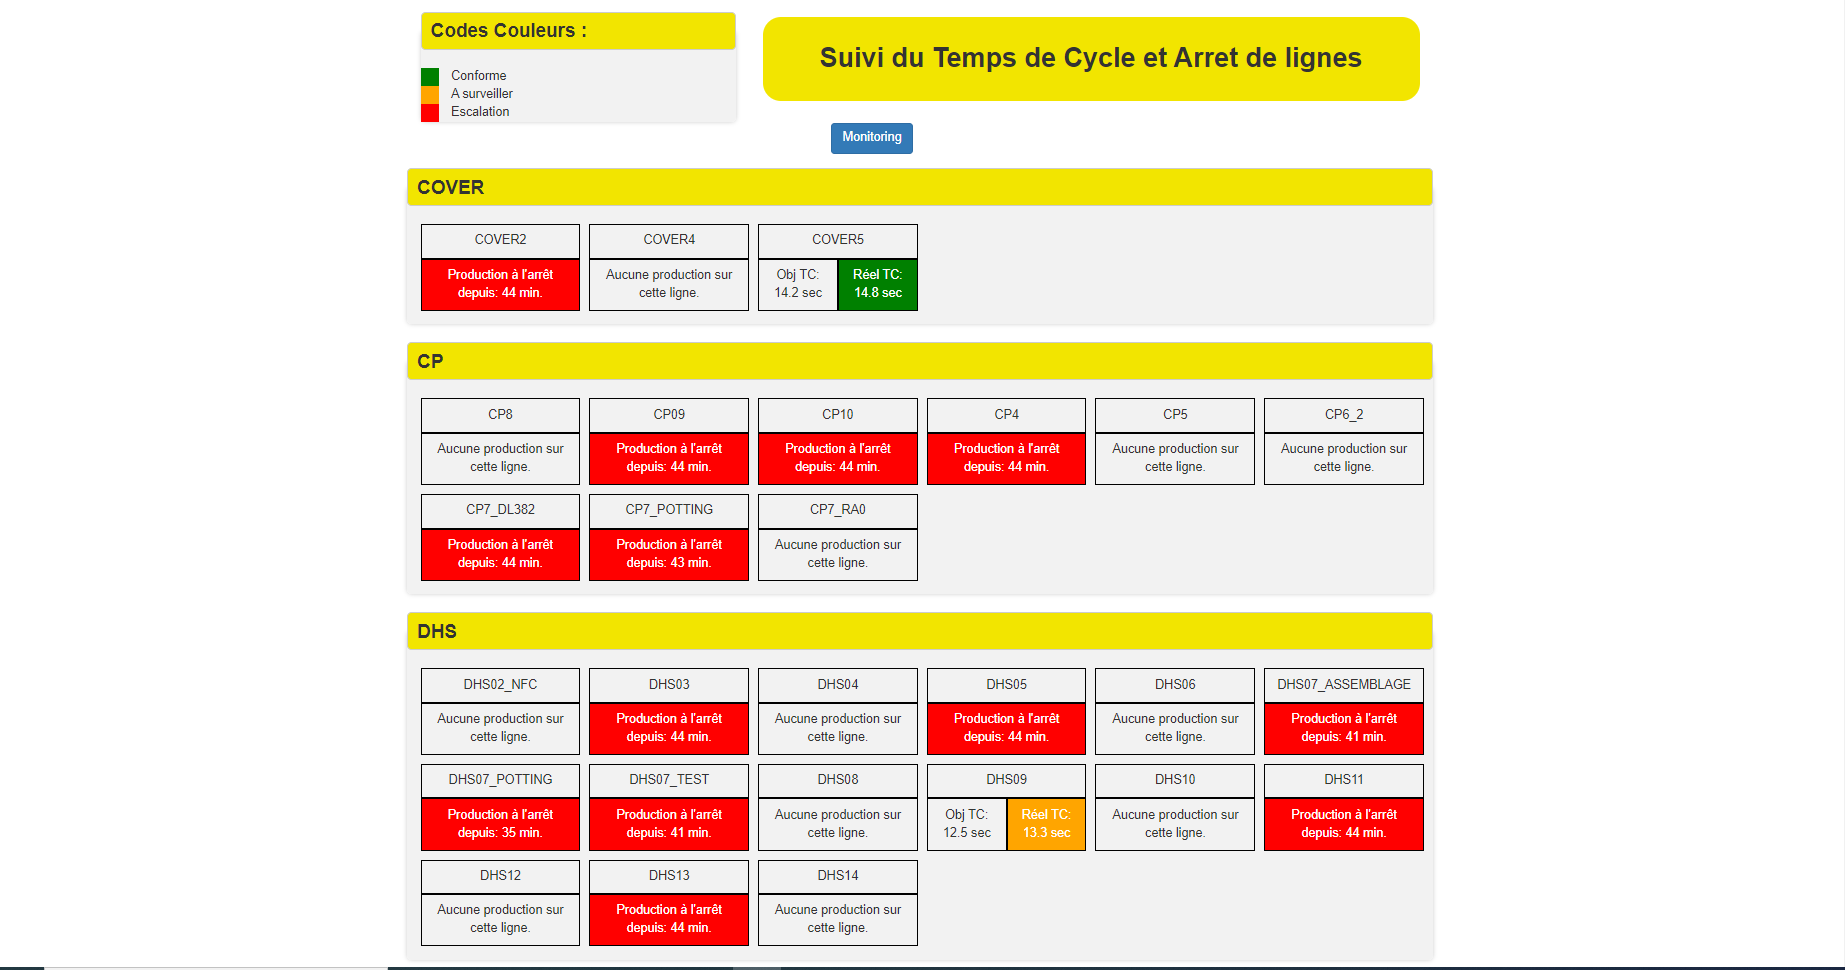 Codes Couleurs :
Conforme
A surveiller
Escalation
Suivi du Temps de Cycle et Arret de lignes
Monitoring
COVER
COVER2
Production à l'arrêt
depuis: 44 min.
COVER4
Aucune production sur
cette ligne.
COVER5
Obj TC:
14.2 sec
Réel TC:
14.8 sec
CP
CP8
Aucune production sur
cette ligne.
CP09
Production à l'arrêt
depuis: 44 min.
CP10
Production à l'arrêt
depuis: 44 min.
CP4
Production à l'arrêt
depuis: 44 min.
CP5
Aucune production sur
cette ligne.
CP6_2
Aucune production sur
cette ligne.
CP7_DL382
Production à l'arrêt
depuis: 44 min.
CP7_POTTING
Production à l'arrêt
depuis: 43 min.
CP7_RA0
Aucune production sur
cette ligne.
DHS
DHS02_NFC
Aucune production sur
cette ligne.
DHS03
Production à l'arrêt
depuis: 44 min.
DHS04
Aucune production sur
cette ligne.
DHS05
Production à l'arrêt
depuis: 44 min.
DHS06
Aucune production sur
cette ligne.
DHS07_ASSEMBLAGE
Production à l'arrêt
depuis: 41 min.
DHS07_POTTING
Production à l'arrêt
depuis: 35 min.
DHS07_TEST
Production à l'arrêt
depuis: 41 min.
DHS08
Aucune production sur
cette ligne.
DHS09
Obj TC:
12.5 sec
Réel TC:
13.3 sec
DHS10
Aucune production sur
cette ligne.
DHS11
Production à l'arrêt
depuis: 44 min.
DHS12
Aucune production sur
cette ligne.
DHS13
Production à l'arrêt
depuis: 44 min.
DHS14
Aucune production sur
cette ligne.